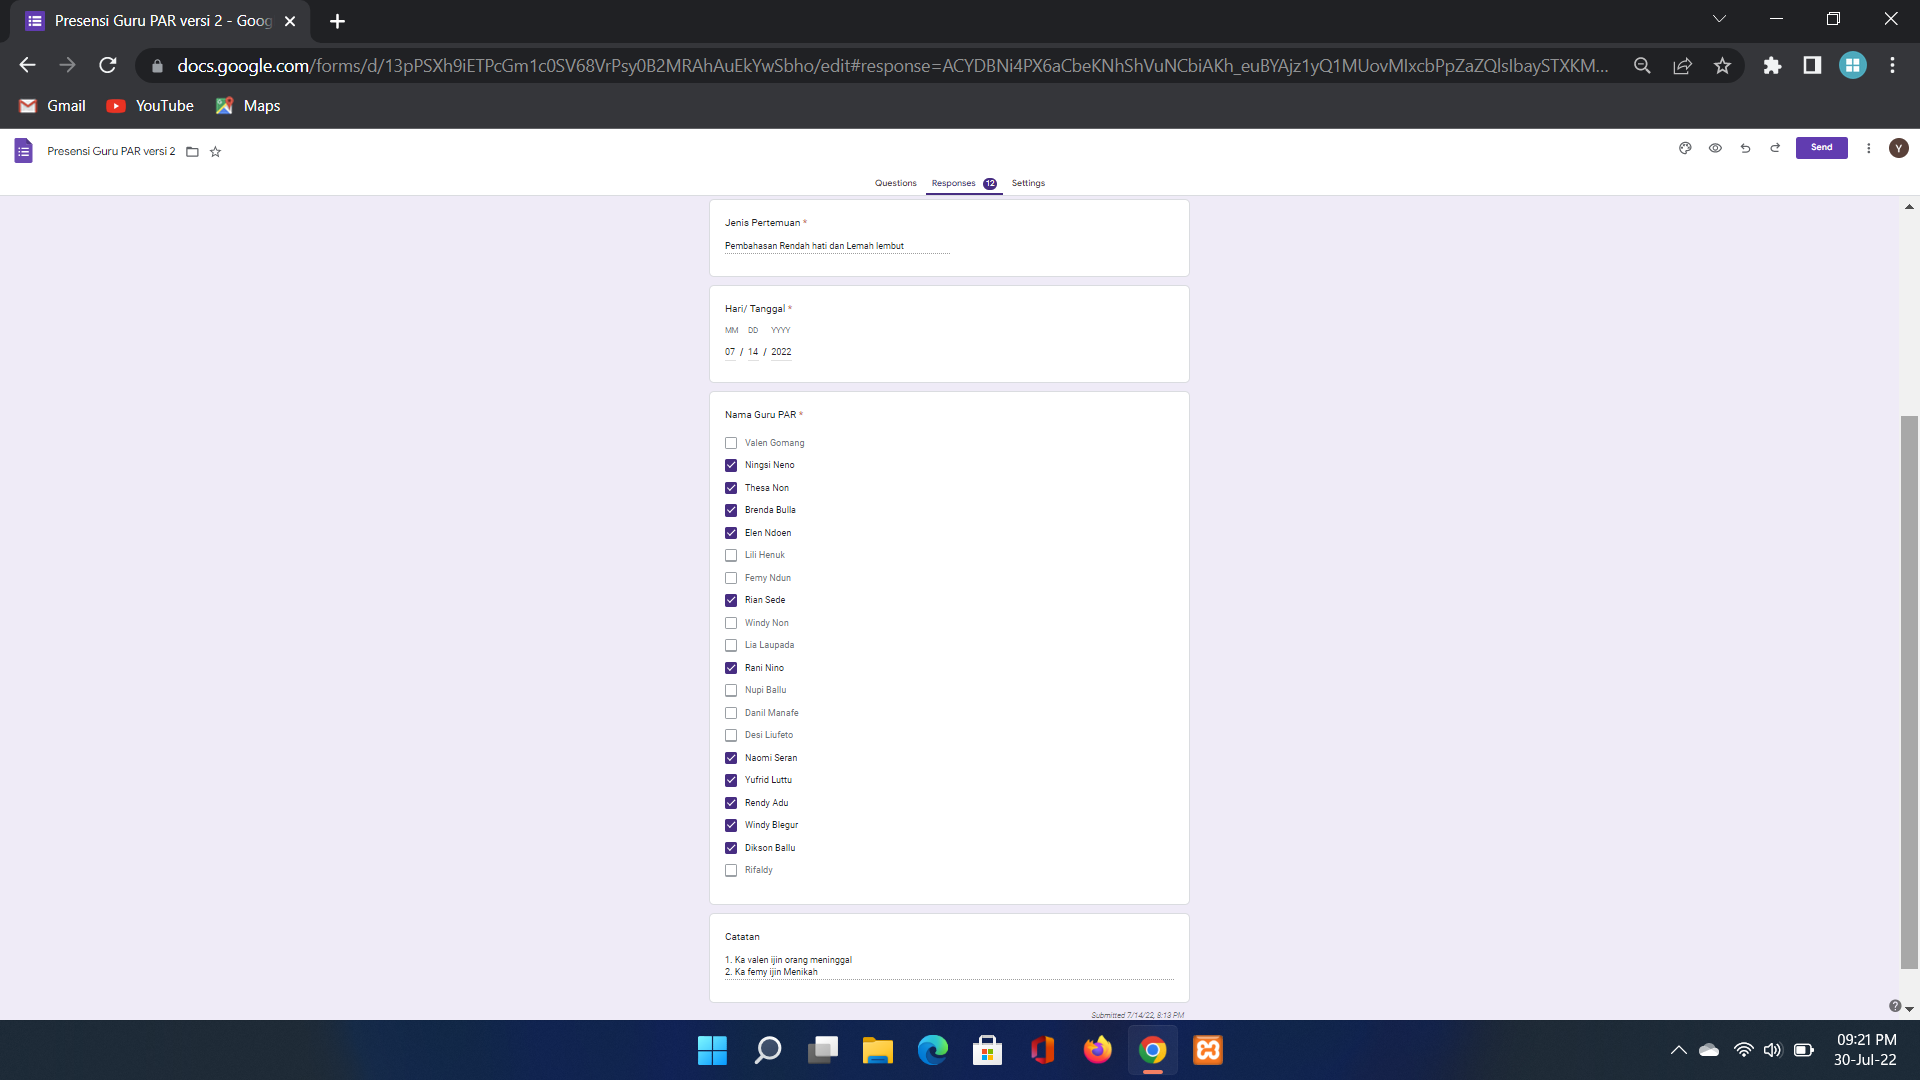 Presensi Guru PAR versi 2 - Goog
docs.google.com/forms/d/13pPSXh9iETPcGm1c0SV68VrPsy0B2MRAhAuEkYwSbho/edit#response=ACYDBNi4PX6aCbeKNhShVuNCbiAKh_euBYAjz1yQ1MUovMIxcbPpZaZQlsIbaySTXKM...
Gmail YouTube Maps
Presensi Guru PAR versi 2
Send
Y
Questions Responses 12 Settings
Jenis Pertemuan *
Pembahasan Rendah hati dan Lemah lembut
Hari/ Tanggal *
MM DD YYYY
07 / 14 / 2022
Nama Guru PAR *
Valen Gomang
Ningsi Neno
Thesa Non
Brenda Bulla
Elen Ndoen
Lili Henuk
Femy Ndun
Rian Sede
Windy Non
Lia Laupada
Rani Nino
Nupi Ballu
Danil Manafe
Desi Liufeto
Naomi Seran
Yufrid Luttu
Rendy Adu
Windy Blegur
Dikson Ballu
Rifaldy
Catatan
1. Ka valen ijin orang meninggal
2. Ka femy ijin Menikah
Submitted 7/14/22, 8:13 PM
09:21 PM
30-Jul-22